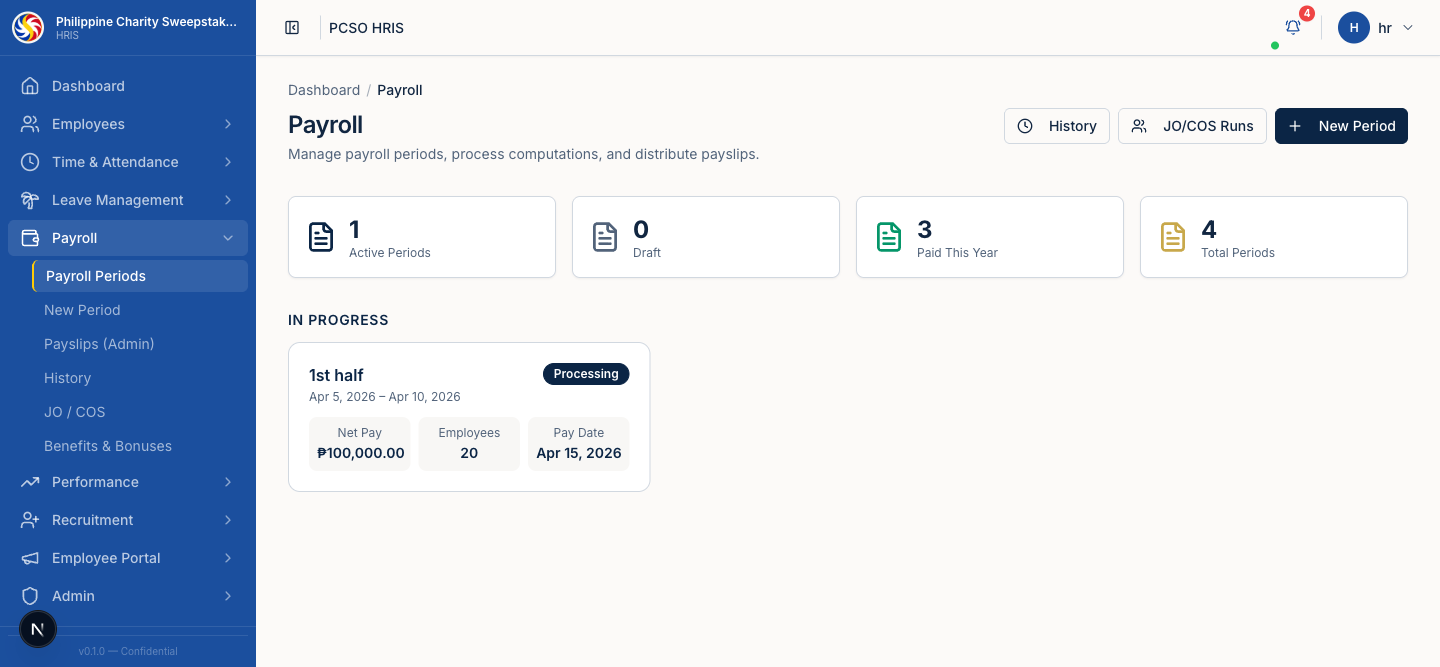 Philippine Charity Sweepstak...
HRIS
Dashboard
Employees
Time & Attendance
Leave Management
Payroll
Payroll Periods
New Period
Payslips (Admin)
History
JO / COS
Benefits & Bonuses
Performance
Recruitment
Employee Portal
Admin
N
v0.1.0 — Confidential
PCSO HRIS
4
H
hr
Dashboard / Payroll
Payroll
Manage payroll periods, process computations, and distribute payslips.
History
JO/COS Runs
New Period
1
Active Periods
0
Draft
3
Paid This Year
4
Total Periods
IN PROGRESS
1st half
Processing
Apr 5, 2026 – Apr 10, 2026
Net Pay
₱100,000.00
Employees
20
Pay Date
Apr 15, 2026